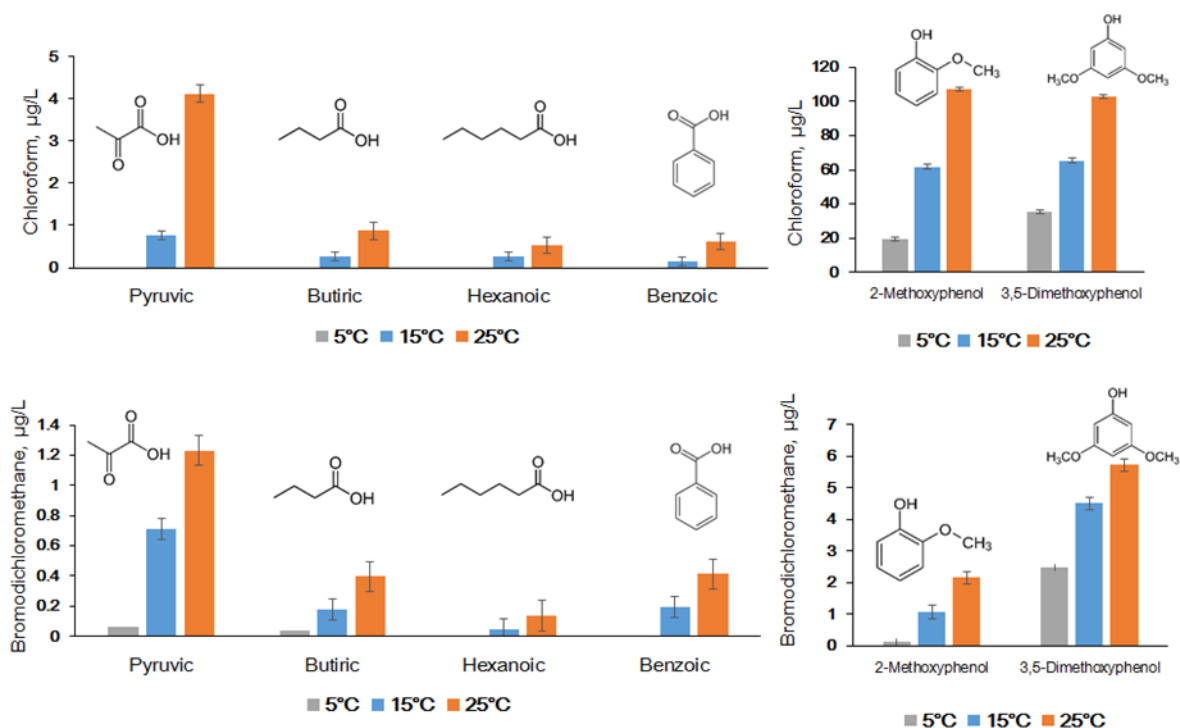 Chloroform, µg/L
5
4
3
2
1
0
O
OH
O
O
OH
O
OH
O
OH
Pyruvic
Butiric
Hexanoic
Benzoic
5°C 15°C 25°C
Chloroform, µg/L
120
100
80
60
40
20
0
OH
O
CH₃
OH
H₃CO
OCH₃
2-Methoxyphenol
3,5-Dimethoxyphenol
5°C 15°C 25°C
Bromodichloromethane, µg/L
1.4
1.2
1
0.8
0.6
0.4
0.2
0
O
OH
O
O
OH
O
OH
O
OH
Pyruvic
Butiric
Hexanoic
Benzoic
5°C 15°C 25°C
Bromodichloromethane, µg/L
7
6
5
4
3
2
1
0
OH
O
CH₃
OH
H₃CO
OCH₃
2-Methoxyphenol
3,5-Dimethoxyphenol
5°C 15°C 25°C